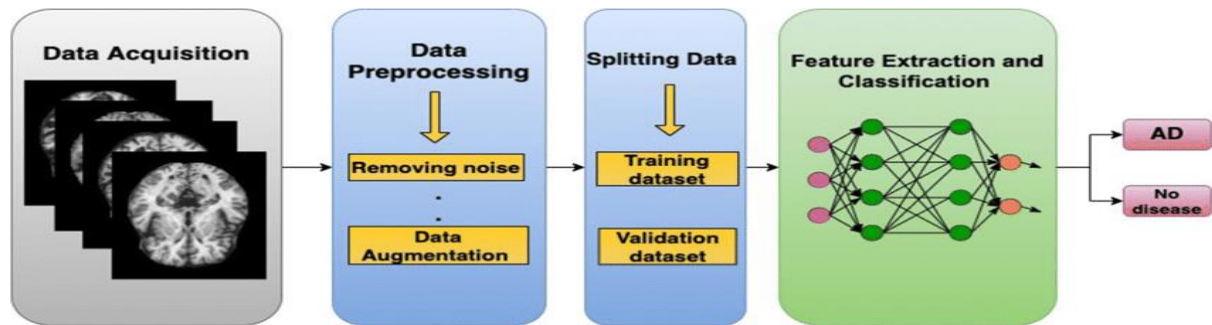 Data Acquisition
Data
Preprocessing
Removing noise
.
.
Data
Augmentation
Splitting Data
Training
dataset
Validation
dataset
Feature Extraction and
Classification
AD
No
disease